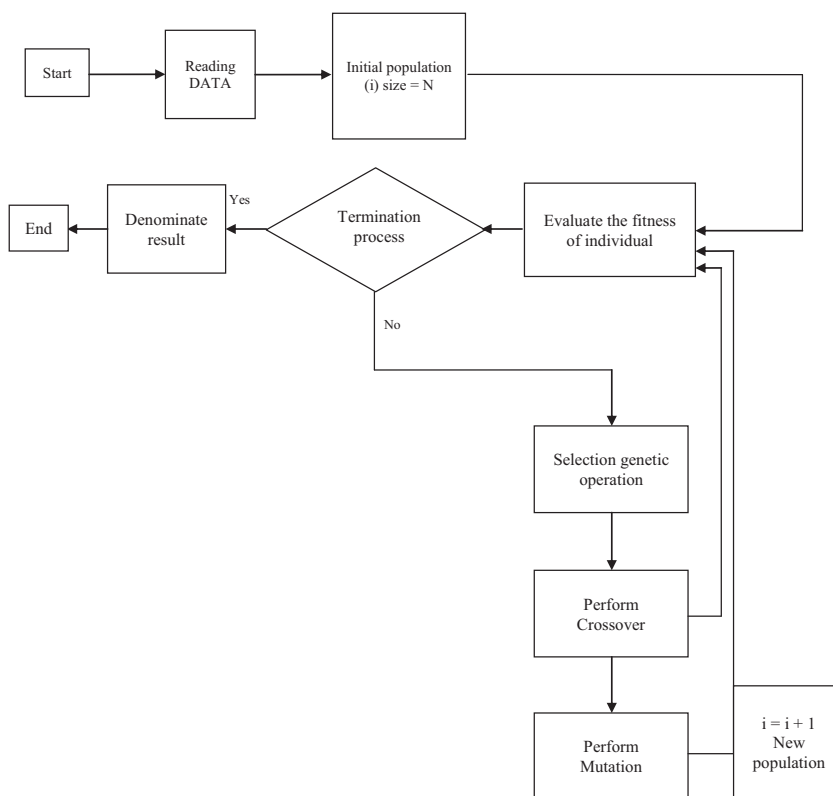 Start
Reading
DATA
Initial population
(i) size = N
End
Denominate
result
Yes
Termination
process
Evaluate the fitness
of individual
No
Selection genetic
operation
Perform
Crossover
Perform
Mutation
i = i + 1
New
population